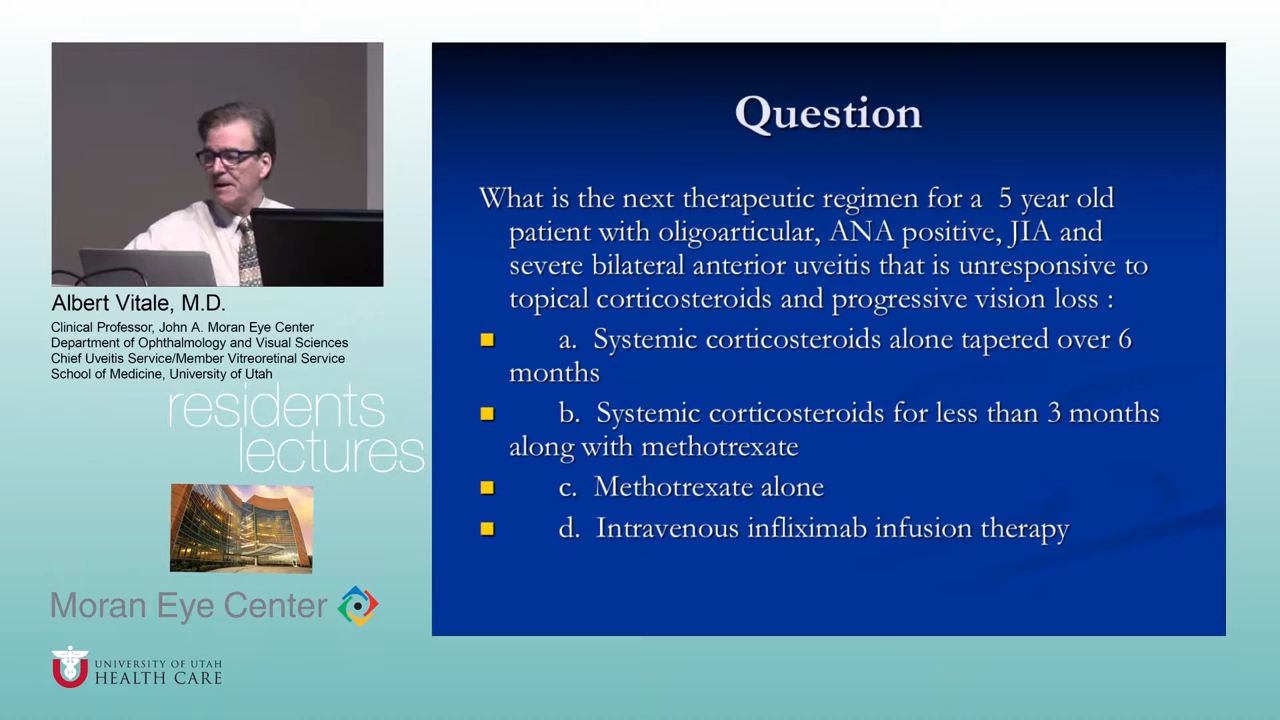 Question
What is the next therapeutic regimen for a 5 year old
patient with oligoarticular, ANA positive, JIA and
severe bilateral anterior uveitis that is unresponsive to
topical corticosteroids and progressive vision loss :
a. Systemic corticosteroids alone tapered over 6
months
b. Systemic corticosteroids for less than 3 months
along with methotrexate
c. Methotrexate alone
d. Intravenous infliximab infusion therapy
Albert Vitale, M.D.
Clinical Professor, John A. Moran Eye Center
Department of Ophthalmology and Visual Sciences
Chief Uveitis Service/Member Vitreoretinal Service
School of Medicine, University of Utah
residents
lectures
Moran Eye Center
UNIVERSITY OF UTAH
HEALTH CARE